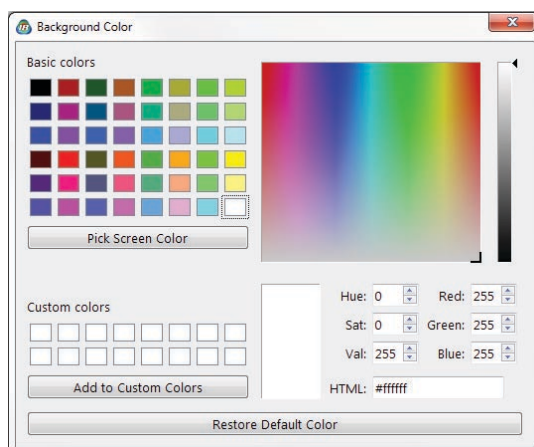 Background Color
Basic colors
Pick Screen Color
Custom colors
Add to Custom Colors
Hue: 0 Red: 255
Sat: 0 Green: 255
Val: 255 Blue: 255
HTML: #ffffff
Restore Default Color